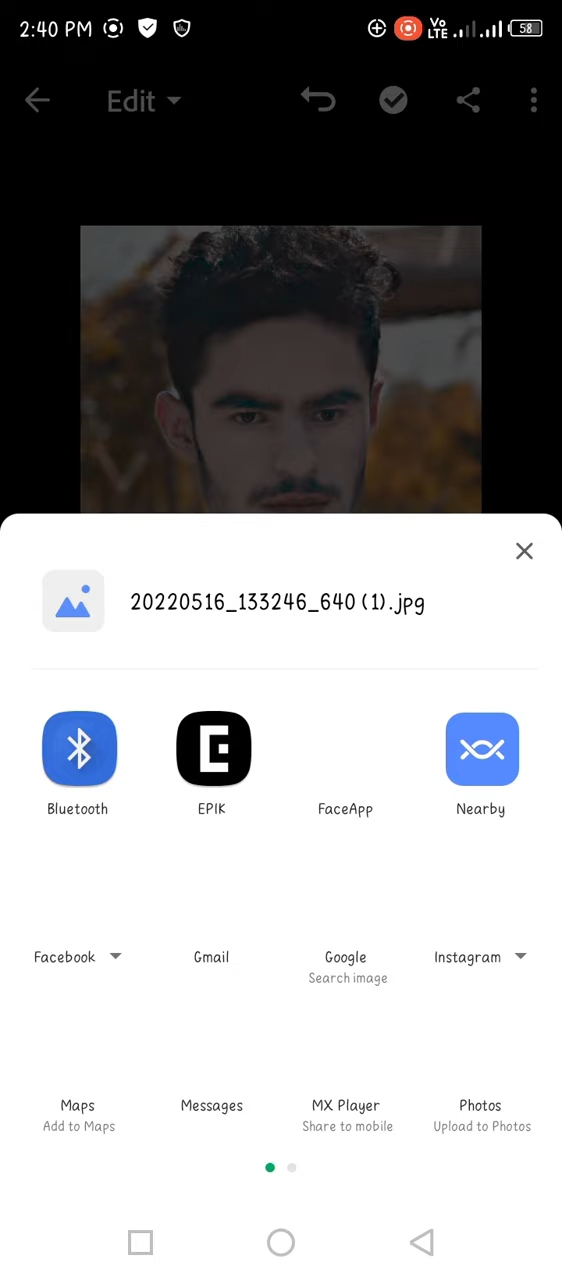 2:40 PM
Vo
LTE
58
Edit
20220516_133246_640 (1).jpg
Bluetooth
EPIK
FaceApp
Nearby
Facebook
Gmail
Google
Search image
Instagram
Maps
Add to Maps
Messages
MX Player
Share to mobile
Photos
Upload to Photos